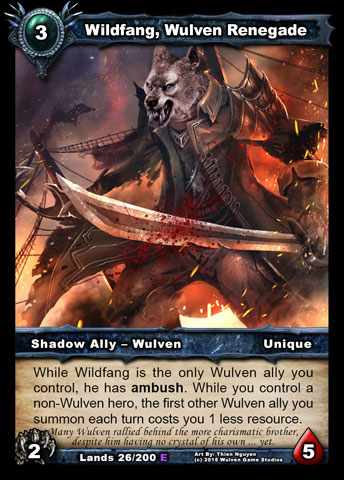 3
Wildfang, Wulven Renegade
Shadow Ally – Wulven Unique
While Wildfang is the only Wulven ally you
control, he has ambush. While you control a
non-Wulven hero, the first other Wulven ally you
summon each turn costs you 1 less resource.
Many Wulven rallied behind the more charismatic brother,
despite him having no crystal of his own ... yet.
2
5
Lands 26/200 E
Art By: Thien Nguyen
(c) 2015 Wulven Game Studios